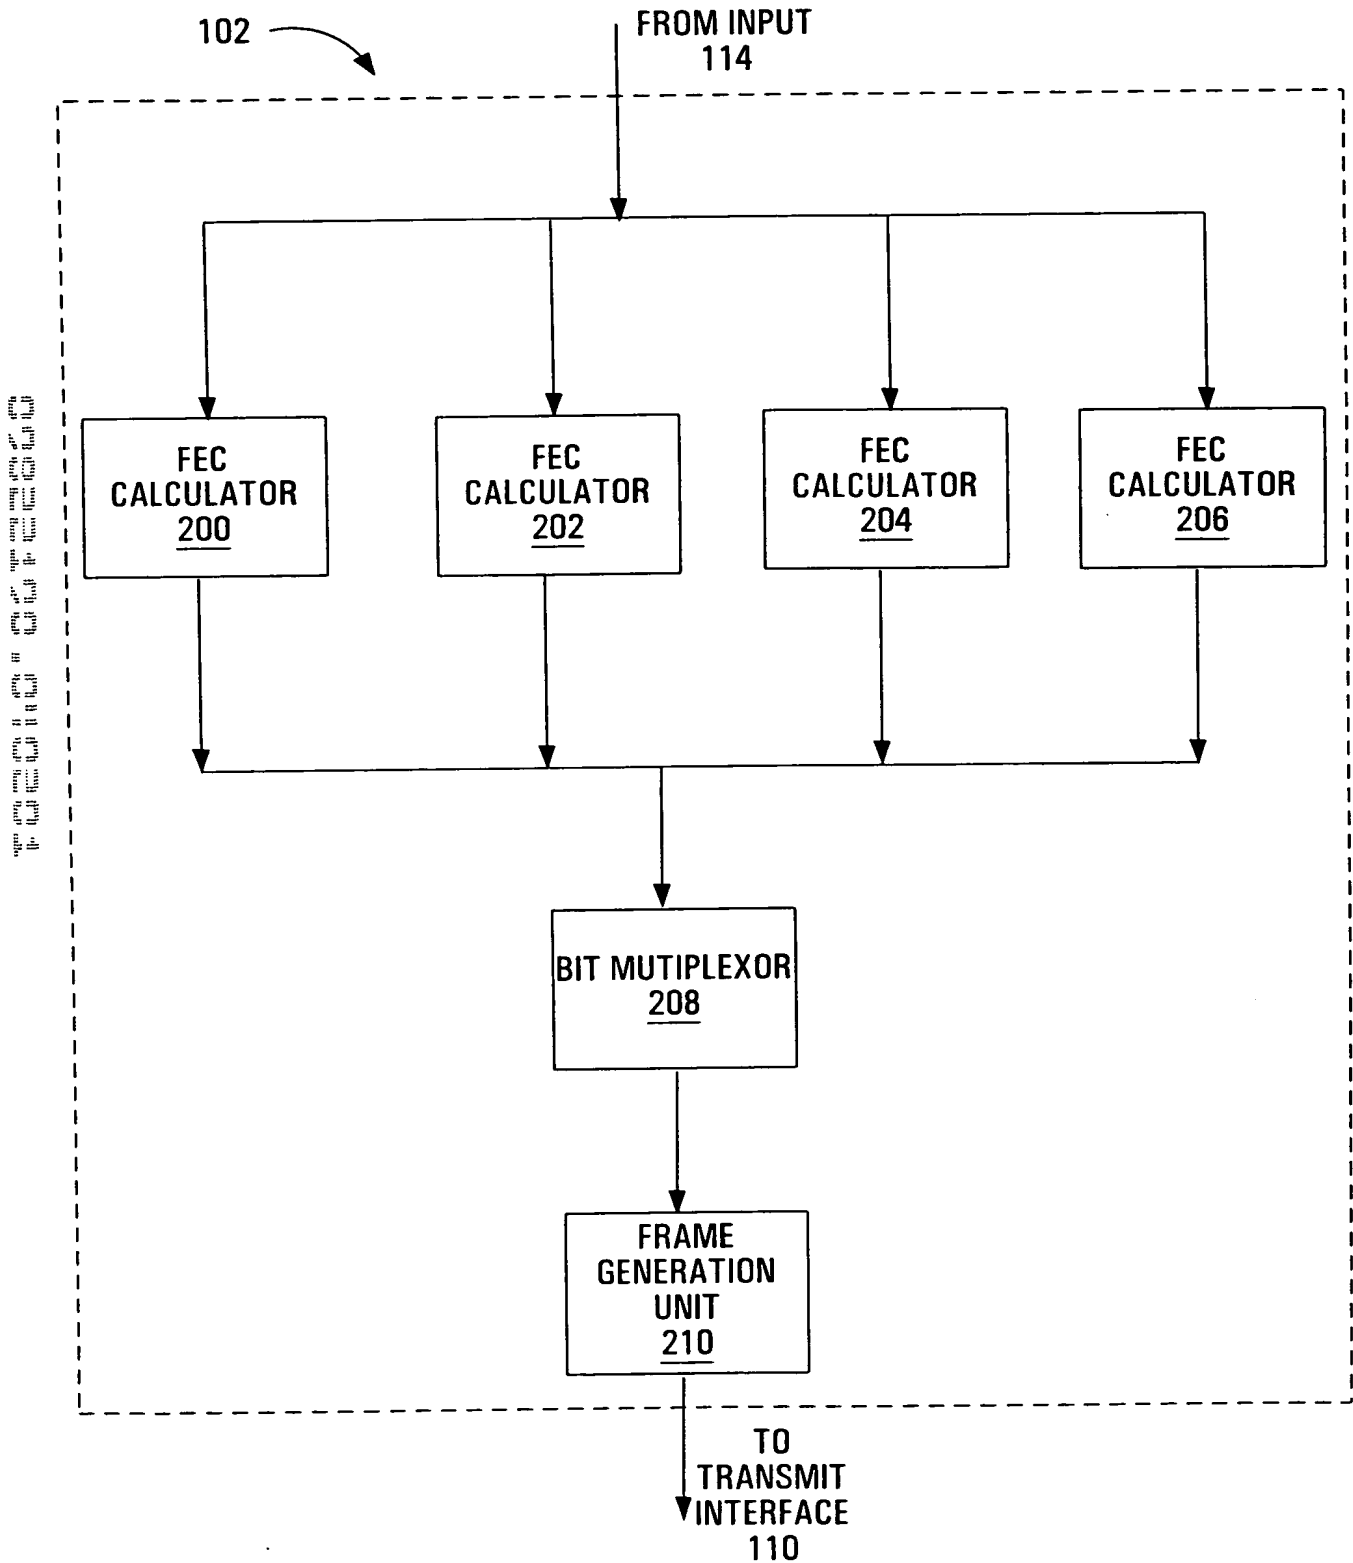 102
FROM INPUT
114
FEC
CALCULATOR
200
FEC
CALCULATOR
202
FEC
CALCULATOR
204
FEC
CALCULATOR
206
BIT MUTIPLEXOR
208
FRAME
GENERATION
UNIT
210
TO
TRANSMIT
INTERFACE
110